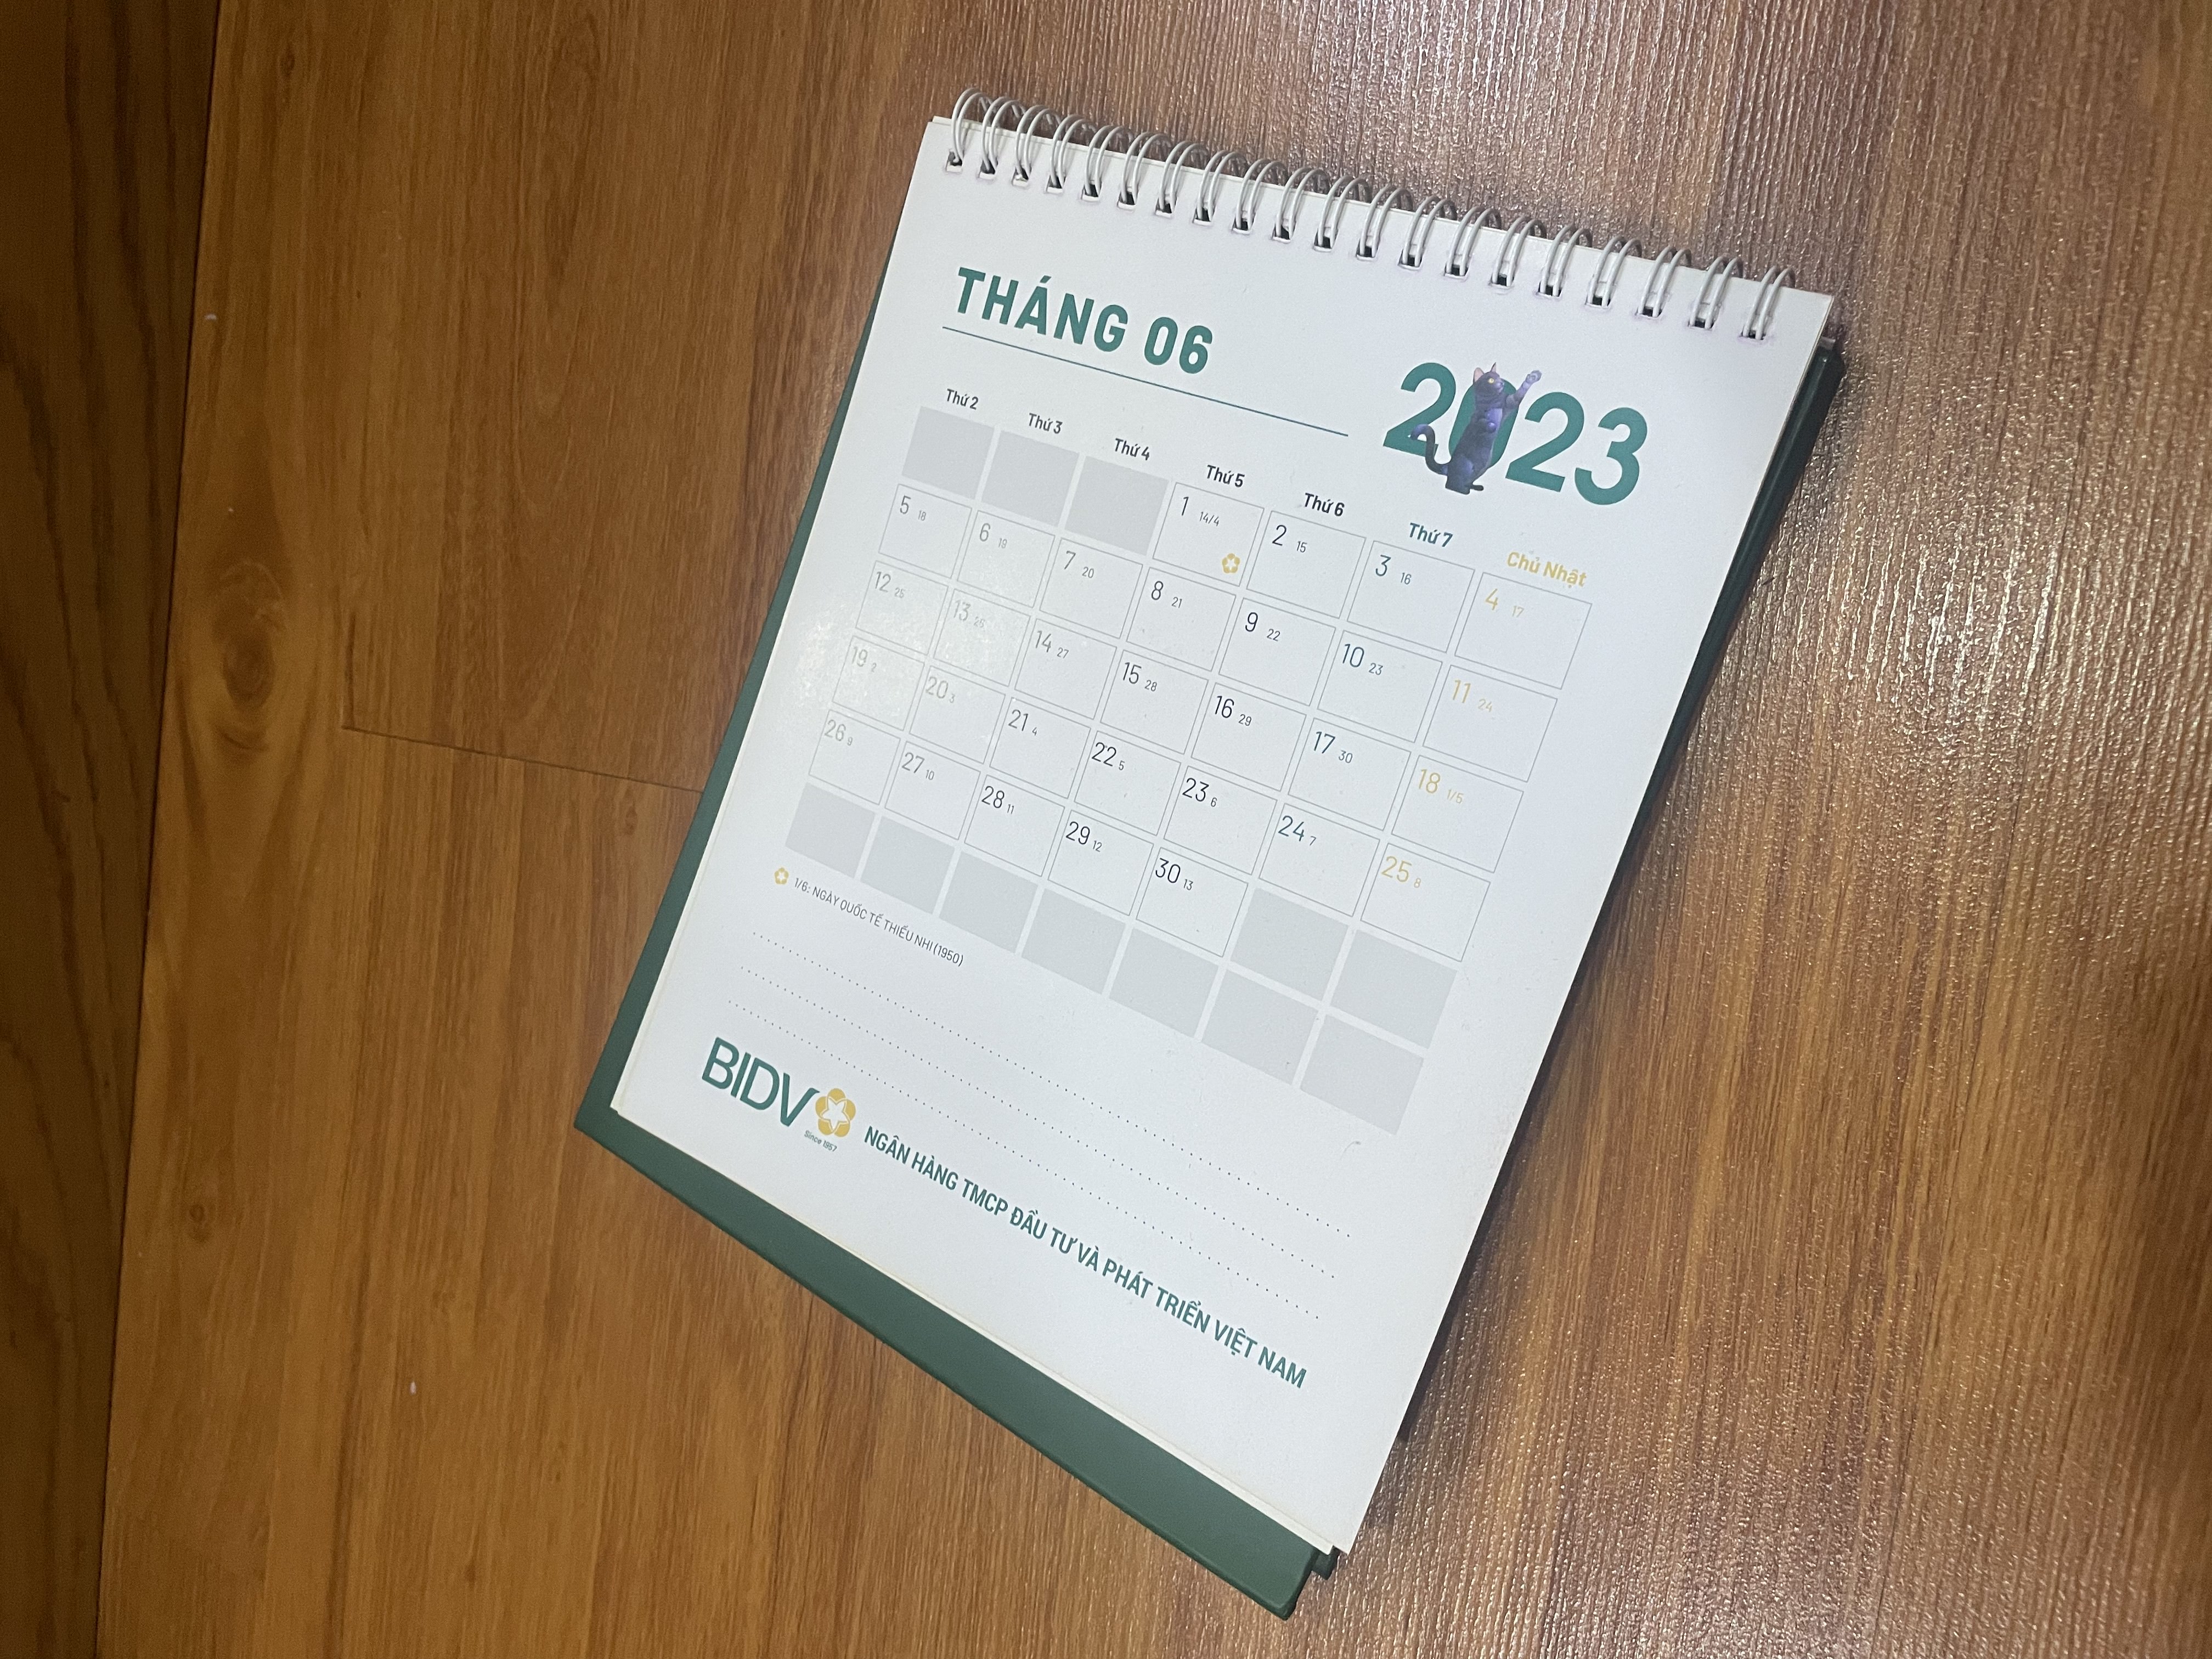 THÁNG 06
2023
Thứ 2 Thứ 3 Thứ 4 Thứ 5 Thứ 6 Thứ 7 Chủ Nhật
1 14/4 2 15 3 16 4 17
5 18 6 19 7 20 8 21 9 22 10 23 11 24
12 25 13 26 14 27 15 28 16 29 17 30 18 1/5
19 2 20 3 21 4 22 5 23 6 24 7 25 8
26 9 27 10 28 11 29 12 30 13
1/6: NGÀY QUỐC TẾ THIẾU NHI (1950)
BIDV NGÂN HÀNG TMCP ĐẦU TƯ VÀ PHÁT TRIỂN VIỆT NAM
Since 1957